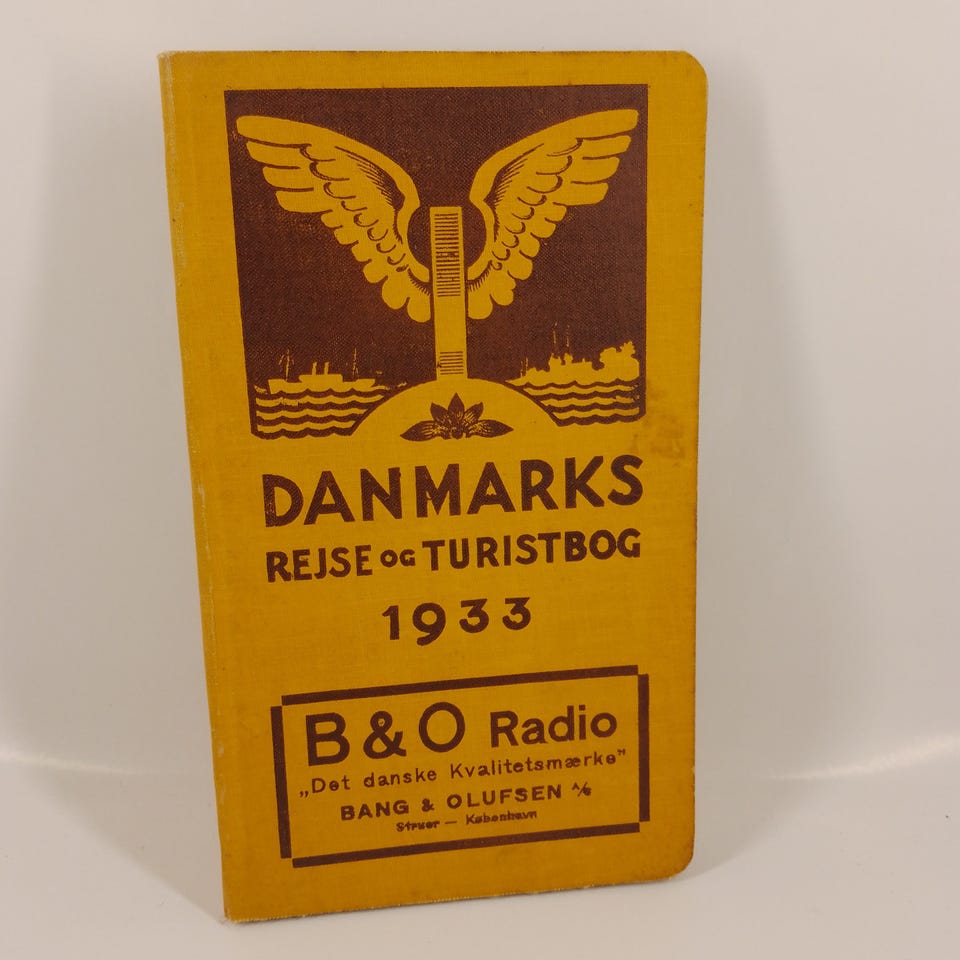 DANMARKS
REJSE OG TURISTBOG
1933
B & O Radio
„Det danske Kvalitetsmærke”
BANG & OLUFSEN A/S
Struer — København